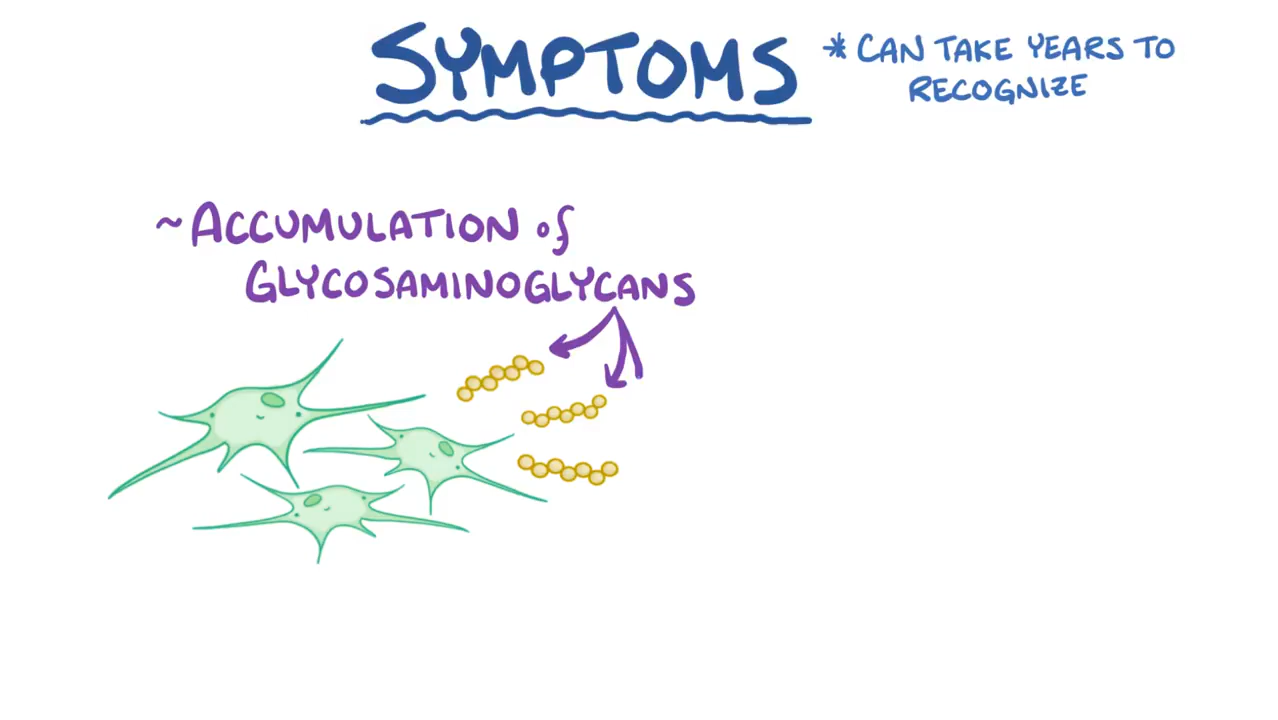 SYMPTOMS
* CAN TAKE YEARS TO
RECOGNIZE
~ACCUMULATION of
GLYCOSAMINOGLYCANS